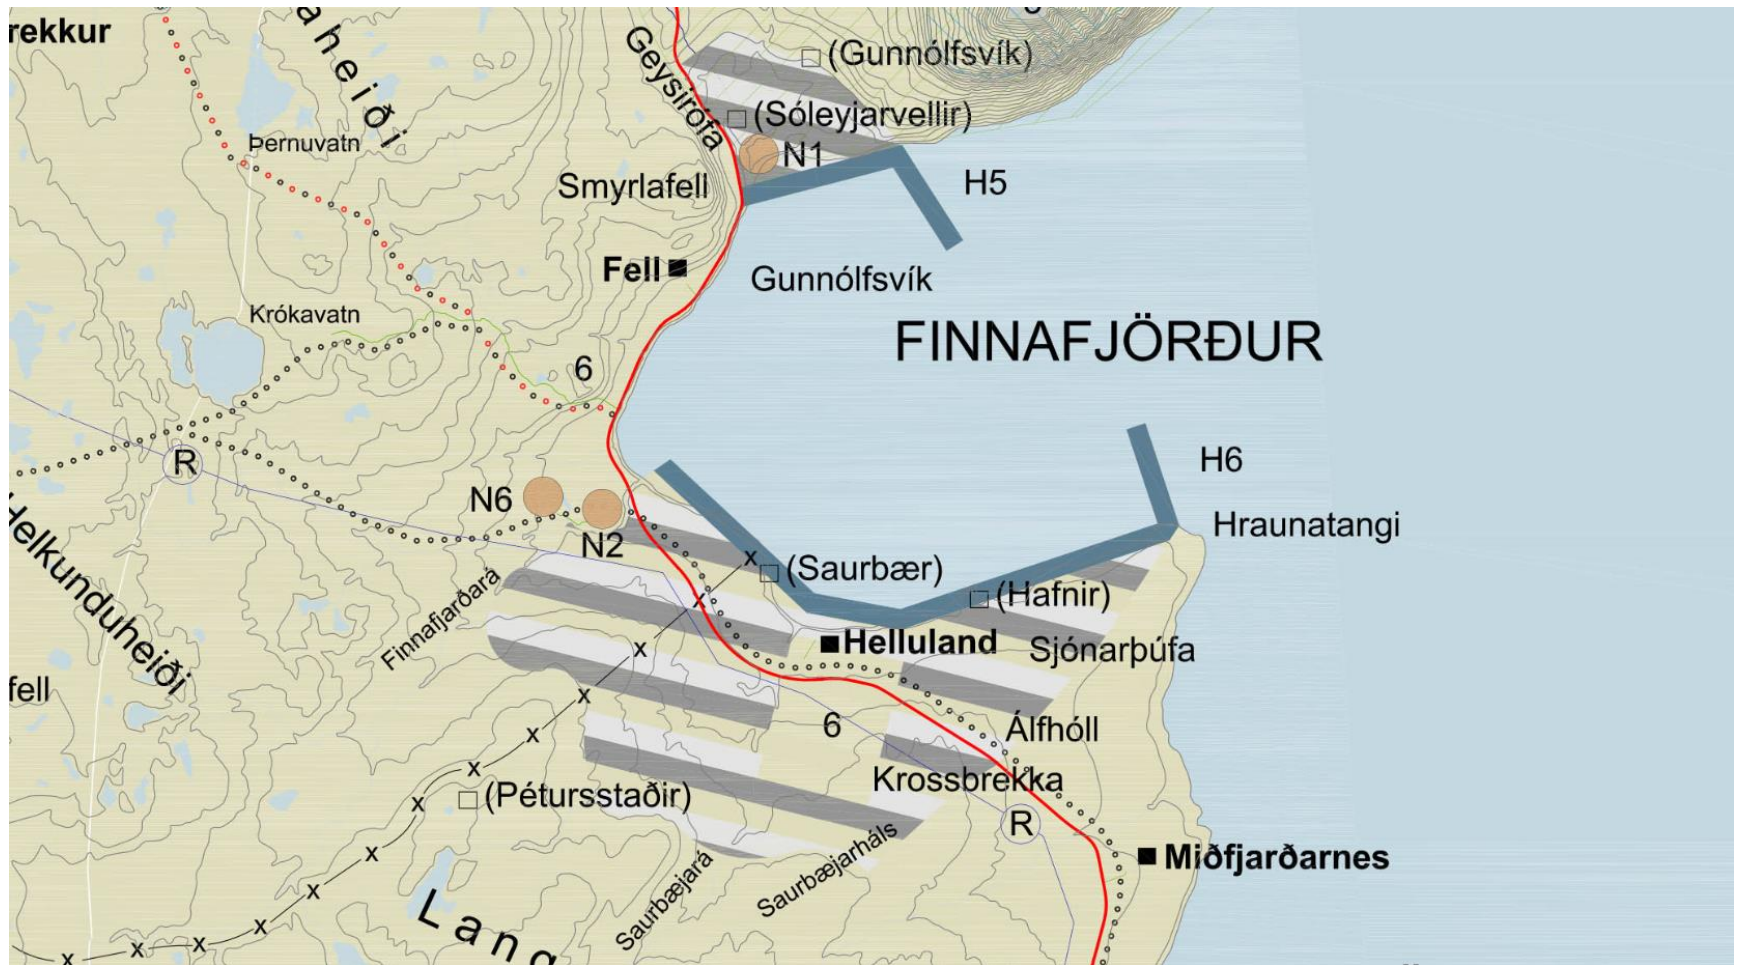 rekkur
aheiði
Geysirófa
(Gunnólfsvík)
(Sóleyjarvellir)
Þernuvatn
N1
Smyrlafell
H5
Fell
Gunnólfsvík
Krókavatn
FINNAFJÖRÐUR
6
R
H6
N6
Hraunatangi
N2
Helkunduheiði
x
(Saurbær)
Finnafjarðará
x
(Hafnir)
x
Helluland
Sjónarþúfa
fell
x
6
Álfhóll
x
x
Krossbrekka
(Pétursstaðir)
x
R
x
Miðfjarðarnes
Saurbæjará
Saurbæjarháls
x
Lang
x
x
x
x